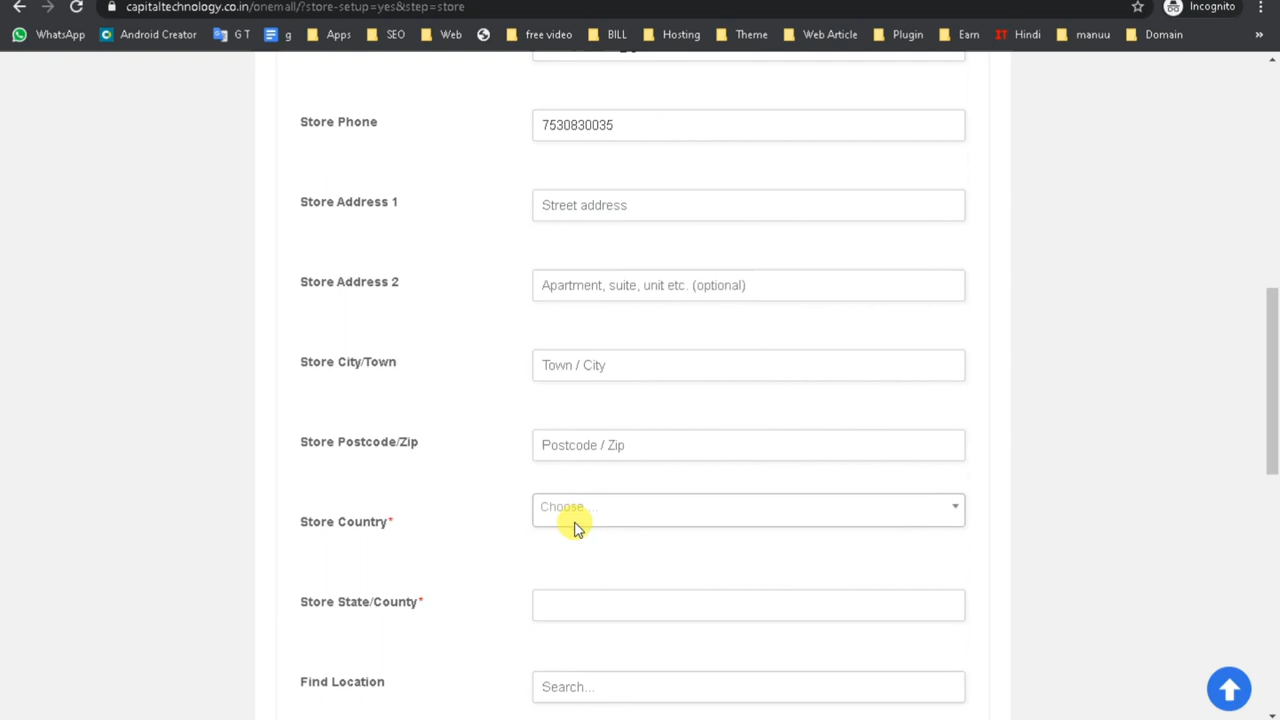 capitaltechnology.co.in/onemall/?store-setup=yes&step=store
Incognito
WhatsApp Android Creator G T g Apps SEO Web free video BILL Hosting Theme Web Article Plugin Earn IT Hindi manuu Domain »
Store Phone
7530830035
Store Address 1
Street address
Store Address 2
Apartment, suite, unit etc. (optional)
Store City/Town
Town / City
Store Postcode/Zip
Postcode / Zip
Store Country*
Choose...
Store State/County*
Find Location
Search...